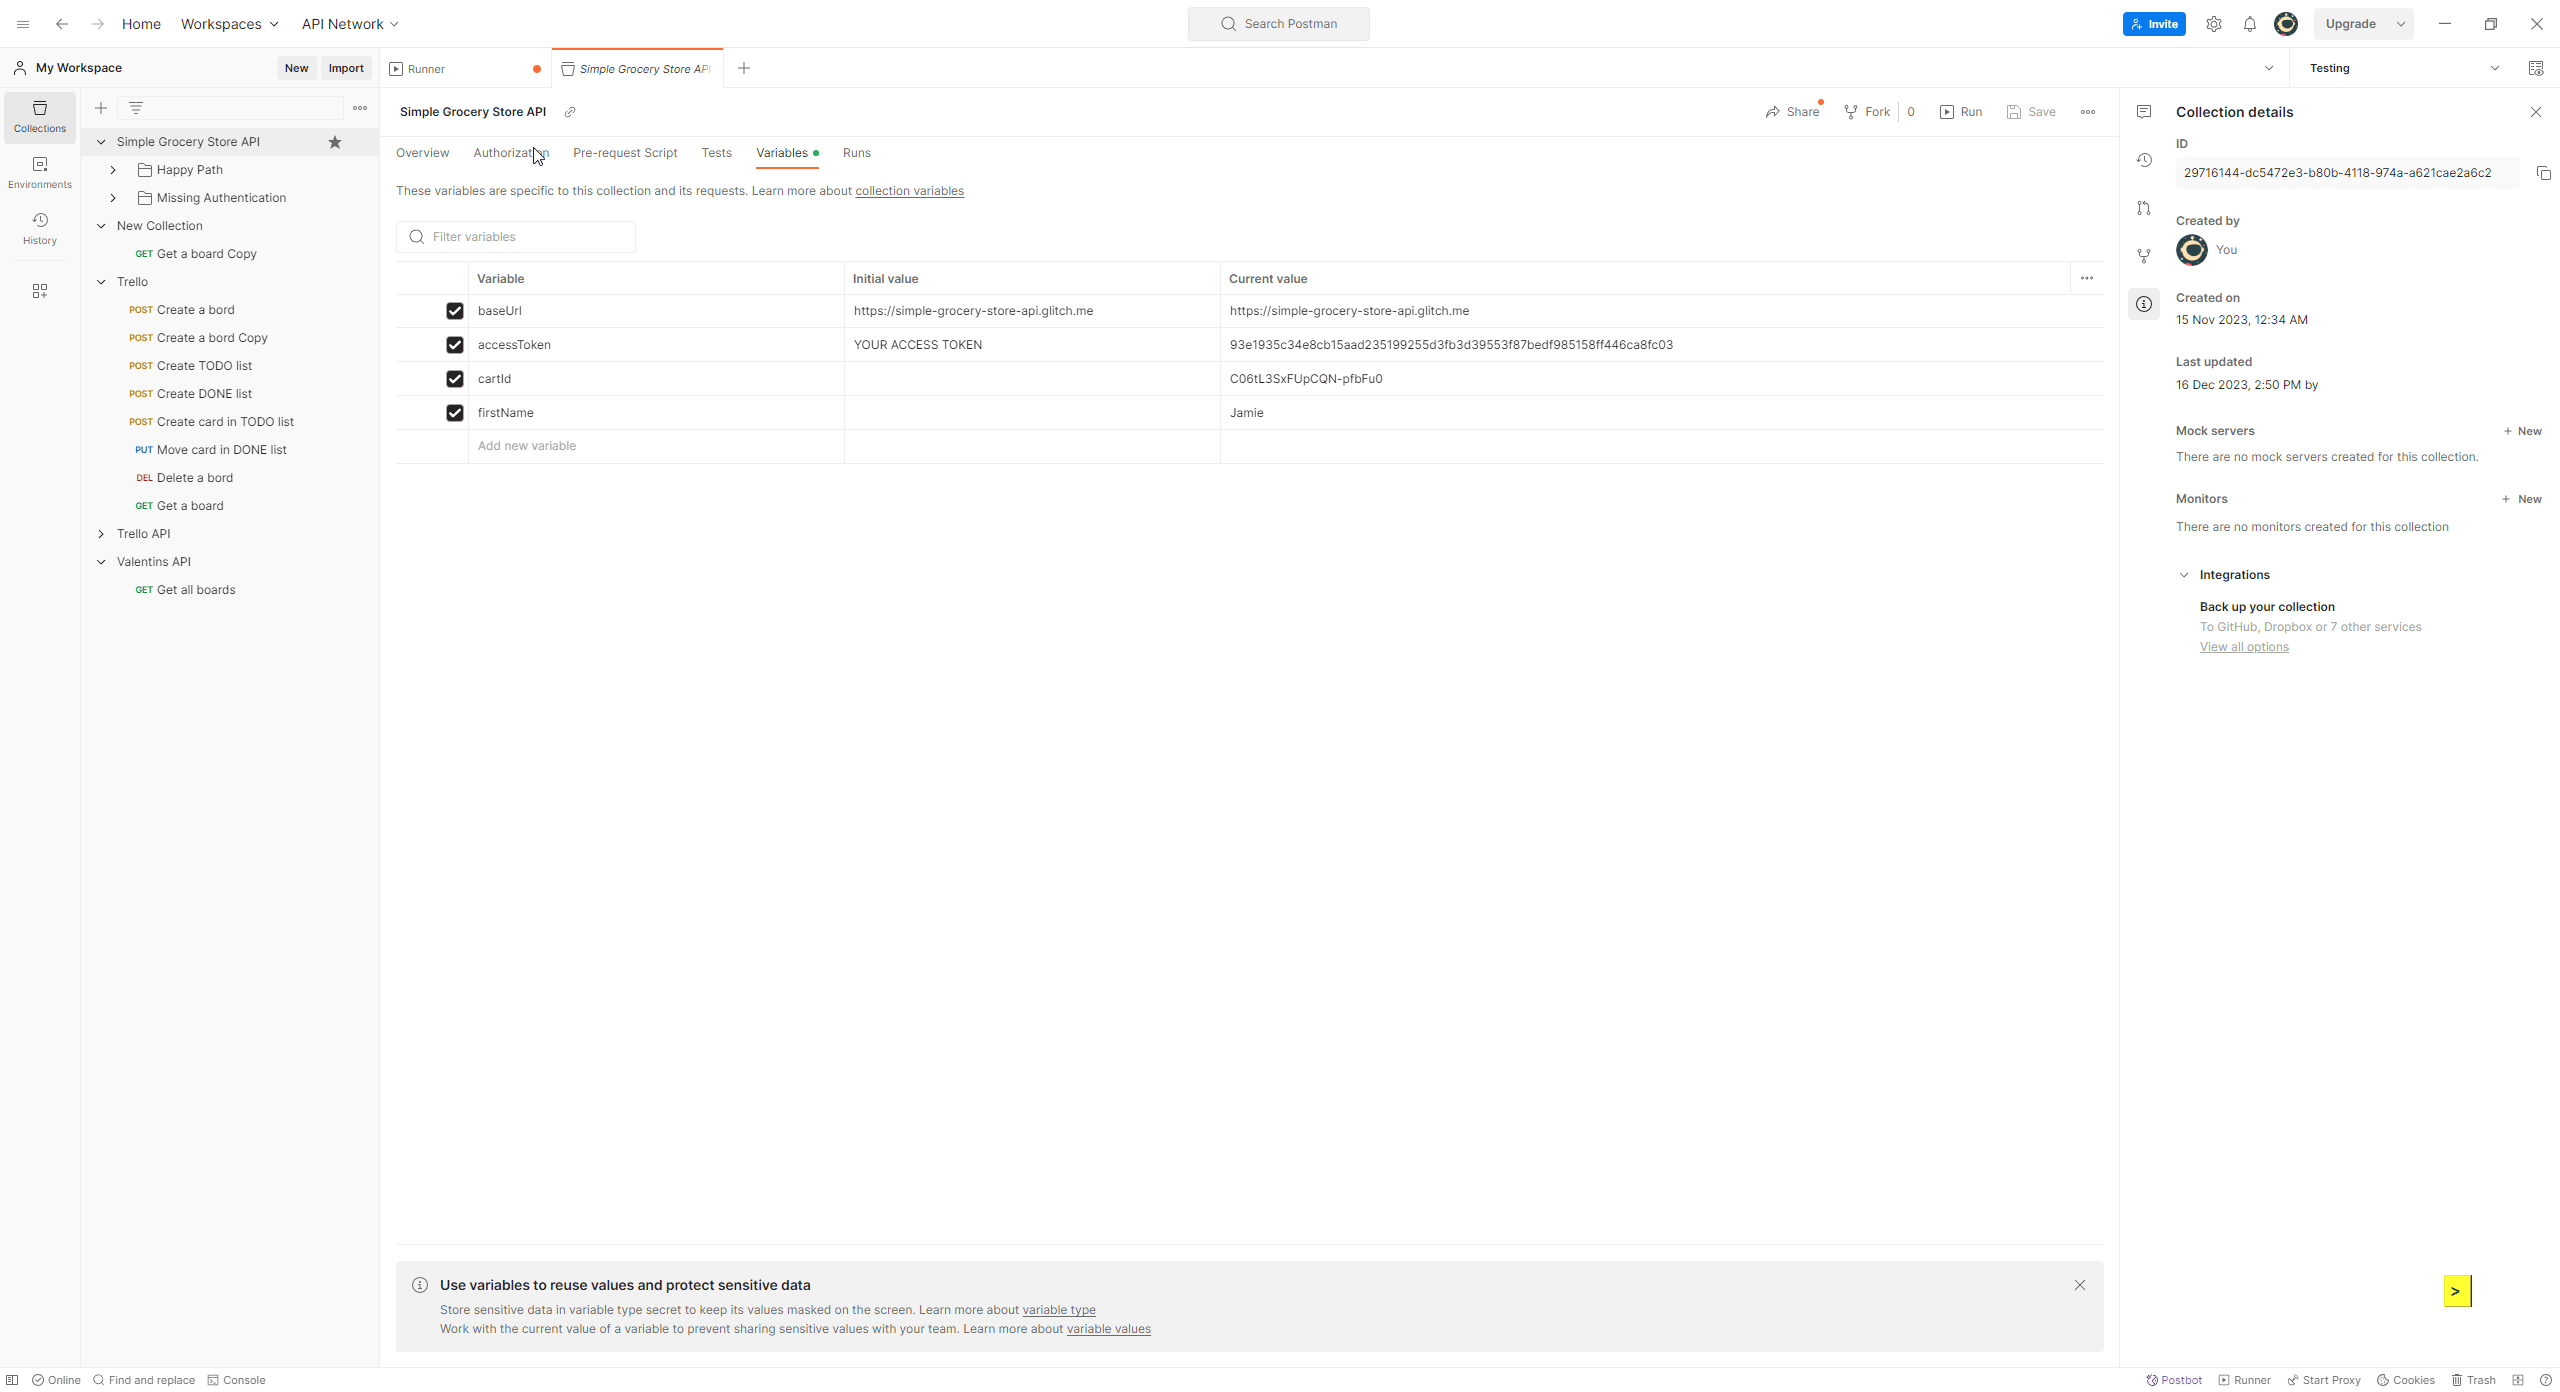 Home Workspaces API Network Search Postman Invite Upgrade
My Workspace New Import Runner Simple Grocery Store API Testing
Collections
Environments
History
Simple Grocery Store API
Happy Path
Missing Authentication
New Collection
GET Get a board Copy
Trello
POST Create a bord
POST Create a bord Copy
POST Create TODO list
POST Create DONE list
POST Create card in TODO list
PUT Move card in DONE list
DEL Delete a bord
GET Get a board
Trello API
Valentins API
GET Get all boards
Simple Grocery Store API Share Fork 0 Run Save
Overview Authorization Pre-request Script Tests Variables Runs
These variables are specific to this collection and its requests. Learn more about collection variables
Filter variables
Variable Initial value Current value
baseUrl https://simple-grocery-store-api.glitch.me https://simple-grocery-store-api.glitch.me
accessToken YOUR ACCESS TOKEN 93e1935c34e8cb15aad235199255d3fb3d39553f87bedf985158ff446ca8fc03
cartId C06tL3SxFUpCQN-pfbFu0
firstName Jamie
Add new variable
Use variables to reuse values and protect sensitive data
Store sensitive data in variable type secret to keep its values masked on the screen. Learn more about variable type
Work with the current value of a variable to prevent sharing sensitive values with your team. Learn more about variable values
Collection details
ID
29716144-dc5472e3-b80b-4118-974a-a621cae2a6c2
Created by
You
Created on
15 Nov 2023, 12:34 AM
Last updated
16 Dec 2023, 2:50 PM by
Mock servers + New
There are no mock servers created for this collection.
Monitors + New
There are no monitors created for this collection
Integrations
Back up your collection
To GitHub, Dropbox or 7 other services
View all options
>
Online Find and replace Console Postbot Runner Start Proxy Cookies Trash